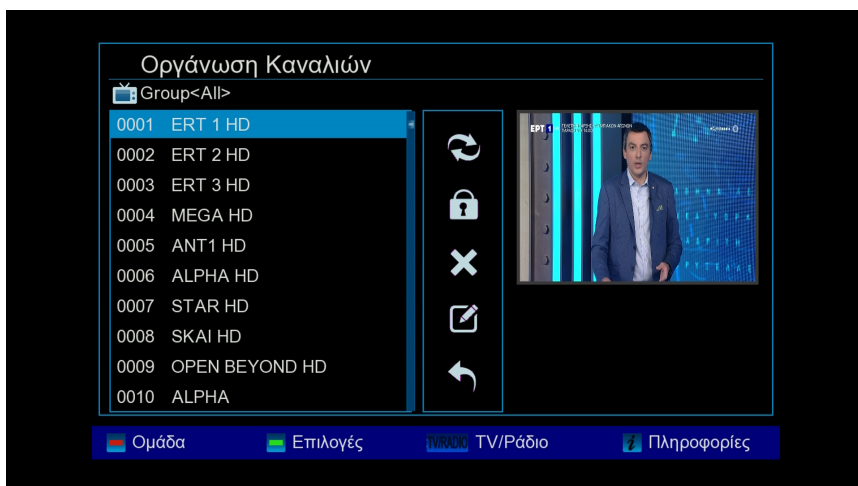 Οργάνωση Καναλιών
Group<All>
0001 ERT 1 HD
0002 ERT 2 HD
0003 ERT 3 HD
0004 MEGA HD
0005 ANT1 HD
0006 ALPHA HD
0007 STAR HD
0008 SKAI HD
0009 OPEN BEYOND HD
0010 ALPHA
ΕΡΤ 1
Ομάδα
Επιλογές
TV/RADIO TV/Ράδιο
i Πληροφορίες